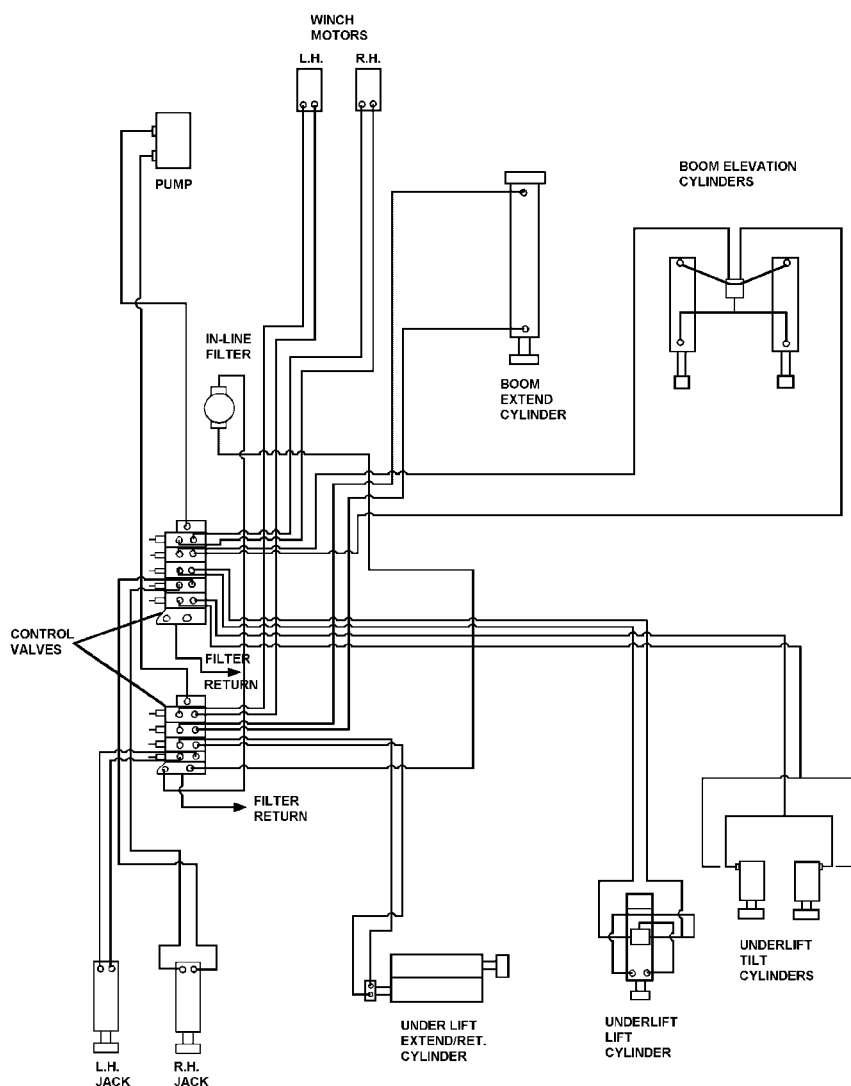 WINCH
MOTORS
L.H.
R.H.
PUMP
BOOM ELEVATION
CYLINDERS
IN-LINE
FILTER
BOOM
EXTEND
CYLINDER
CONTROL
VALVES
FILTER
RETURN
FILTER
RETURN
UNDERLIFT
TILT
CYLINDERS
UNDER LIFT
EXTEND/RET.
CYLINDER
UNDERLIFT
LIFT
CYLINDER
L.H.
JACK
R.H.
JACK